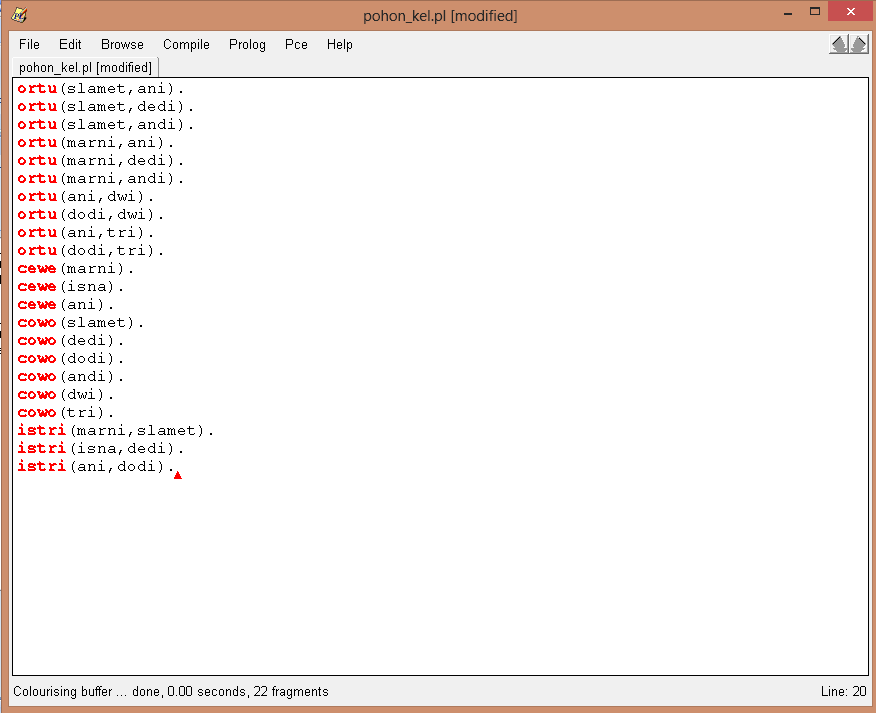 pohon_kel.pl [modified]
File Edit Browse Compile Prolog Pce Help
pohon_kel.pl [modified]
ortu(slamet,ani).
ortu(slamet,dedi).
ortu(slamet,andi).
ortu(marni,ani).
ortu(marni,dedi).
ortu(marni,andi).
ortu(ani,dwi).
ortu(dodi,dwi).
ortu(ani,tri).
ortu(dodi,tri).
cewe(marni).
cewe(isna).
cewe(ani).
cowo(slamet).
cowo(dedi).
cowo(dodi).
cowo(andi).
cowo(dwi).
cowo(tri).
istri(marni,slamet).
istri(isna,dedi).
istri(ani,dodi).
Colourising buffer ... done, 0.00 seconds, 22 fragments Line: 20